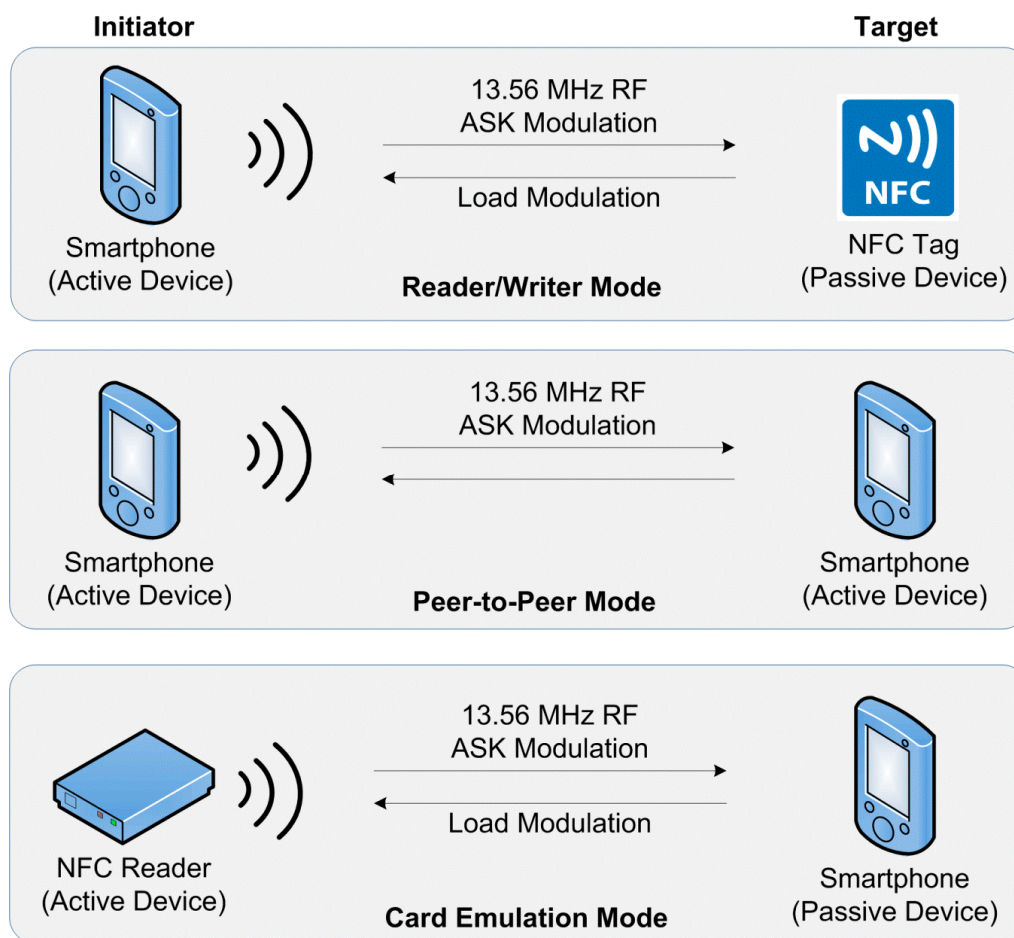 Initiator
Target
13.56 MHz RF
ASK Modulation
Load Modulation
NFC
Smartphone
(Active Device)
NFC Tag
(Passive Device)
Reader/Writer Mode
13.56 MHz RF
ASK Modulation
Smartphone
(Active Device)
Smartphone
(Active Device)
Peer-to-Peer Mode
13.56 MHz RF
ASK Modulation
Load Modulation
NFC Reader
(Active Device)
Smartphone
(Passive Device)
Card Emulation Mode